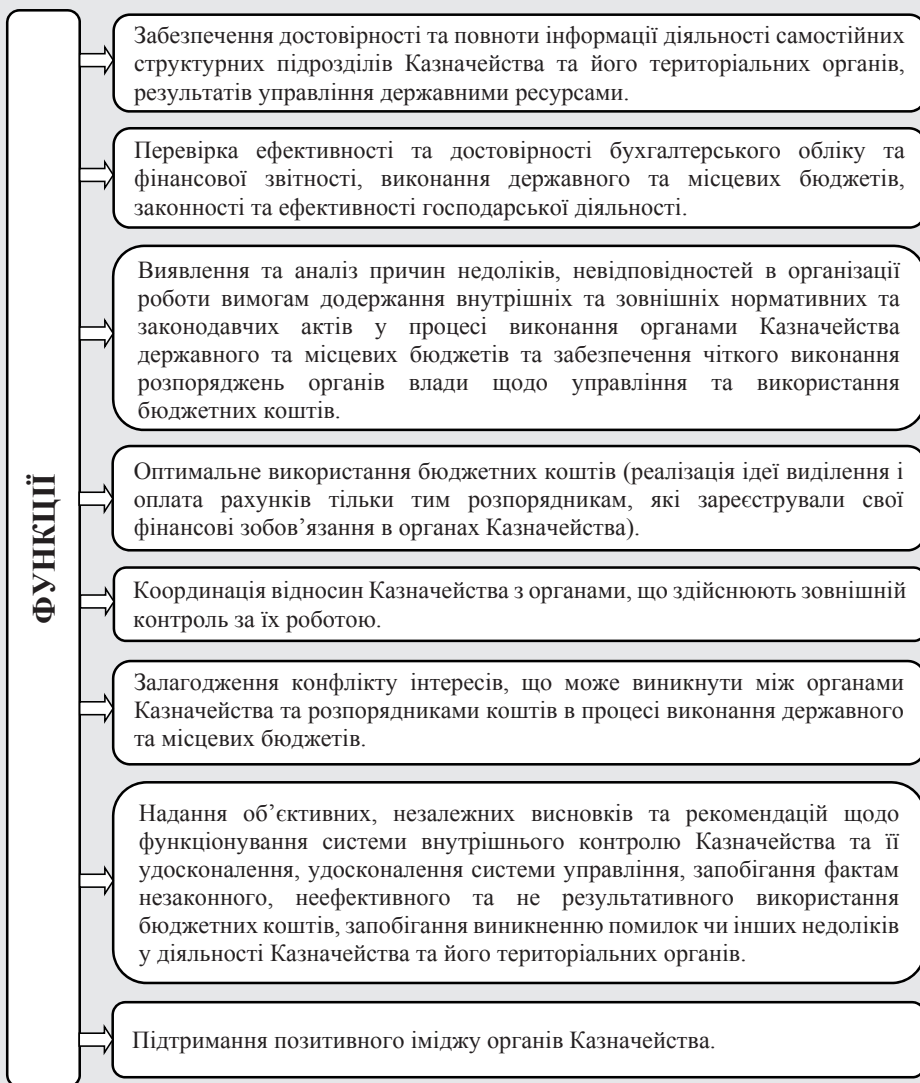 ФУНКЦІЇ
Забезпечення достовірності та повноти інформації діяльності самостійних
структурних підрозділів Казначейства та його територіальних органів,
результатів управління державними ресурсами.
Перевірка ефективності та достовірності бухгалтерського обліку та
фінансової звітності, виконання державного та місцевих бюджетів,
законності та ефективності господарської діяльності.
Виявлення та аналіз причин недоліків, невідповідностей в організації
роботи вимогам додержання внутрішніх та зовнішніх нормативних та
законодавчих актів у процесі виконання органами Казначейства
державного та місцевих бюджетів та забезпечення чіткого виконання
розпоряджень органів влади щодо управління та використання
бюджетних коштів.
Оптимальне використання бюджетних коштів (реалізація ідеї виділення і
оплата рахунків тільки тим розпорядникам, які зареєстрували свої
фінансові зобов’язання в органах Казначейства).
Координація відносин Казначейства з органами, що здійснюють зовнішній
контроль за їх роботою.
Залагодження конфлікту інтересів, що може виникнути між органами
Казначейства та розпорядниками коштів в процесі виконання державного
та місцевих бюджетів.
Надання об’єктивних, незалежних висновків та рекомендацій щодо
функціонування системи внутрішнього контролю Казначейства та її
удосконалення, удосконалення системи управління, запобігання фактам
незаконного, неефективного та не результативного використання
бюджетних коштів, запобігання виникненню помилок чи інших недоліків
у діяльності Казначейства та його територіальних органів.
Підтримання позитивного іміджу органів Казначейства.